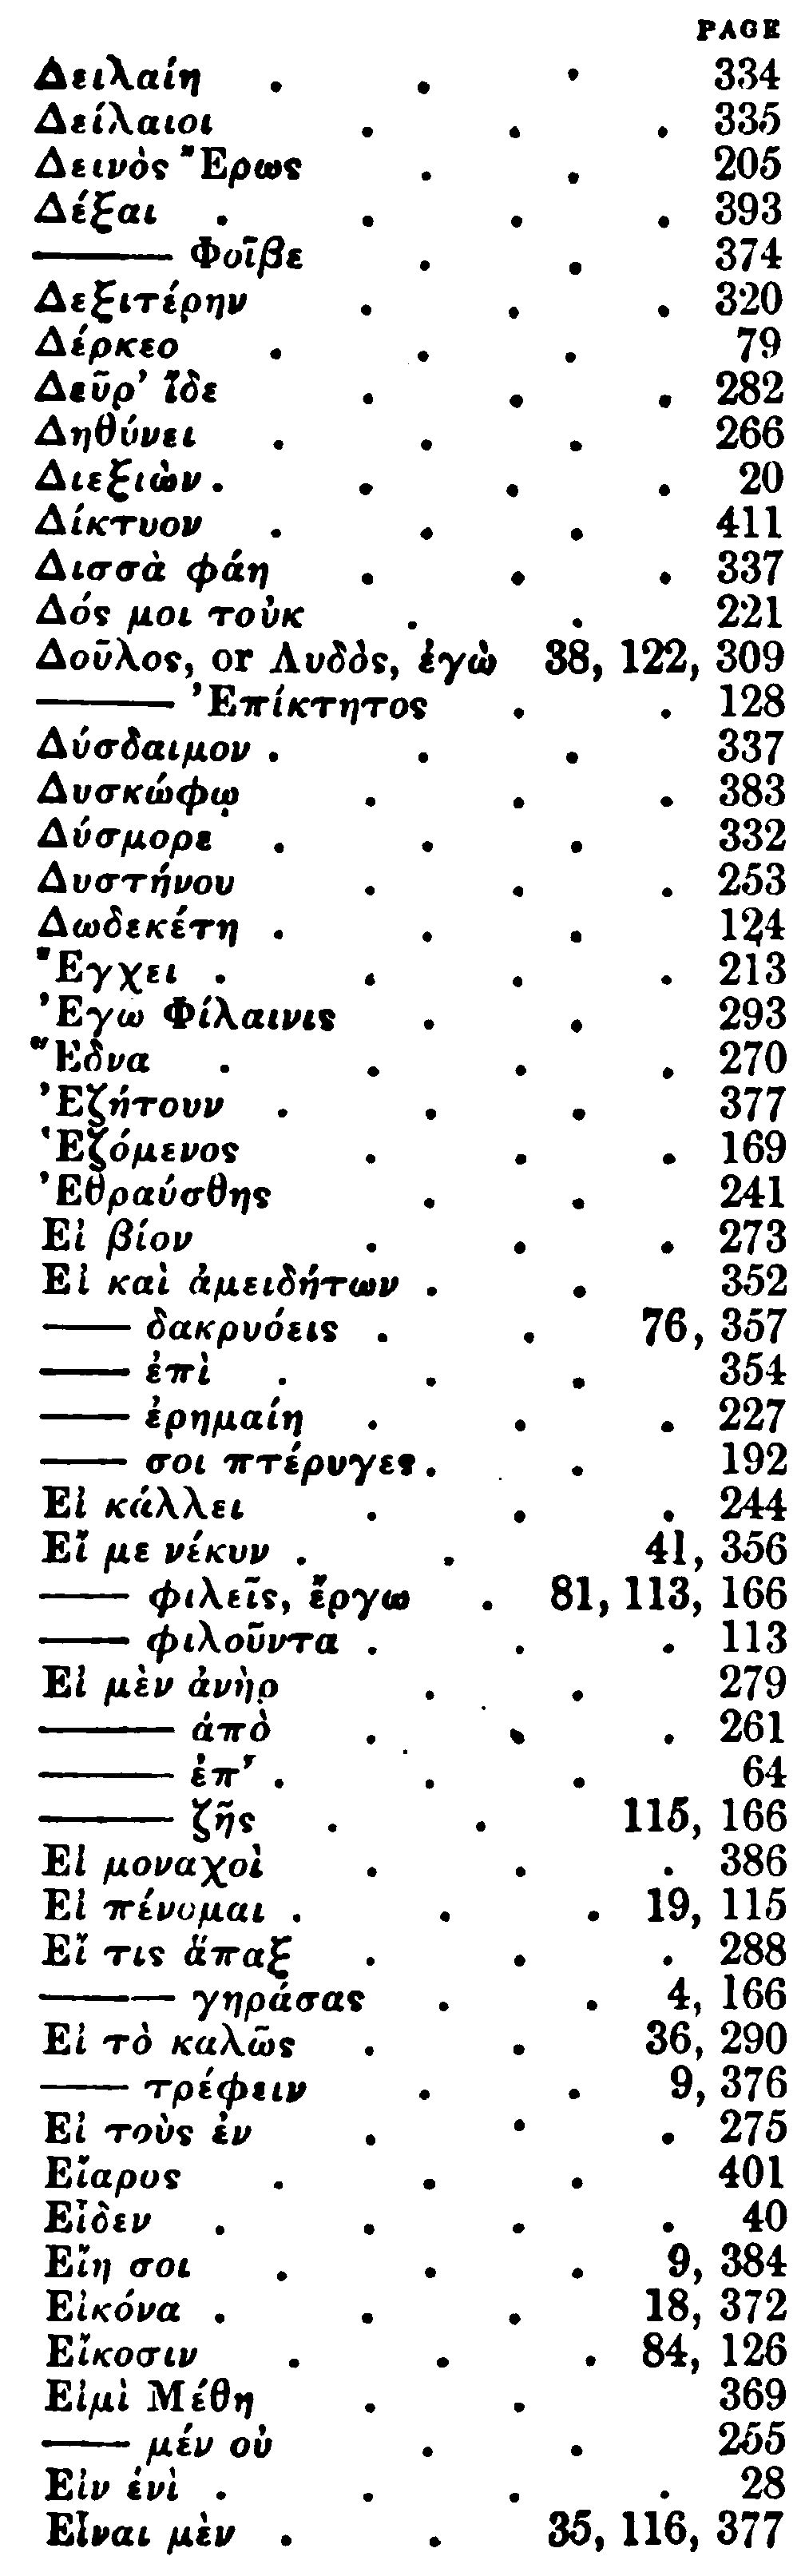 PAGE
Δειλαίη . . . 334
Δείλαιοι . . . 335
Δεινὸς Ἔρως . . 205
Δέξαι . . . . 393
—— Φοῖβε . . 374
Δεξιτέρην . . . 320
Δέρκεο . . . 79
Δεῦρ’ ἴδε . . . 282
Δηθύνει . . . 266
Διεξιὼν . . . . 20
Δίκτυον . . . 411
Δισσὰ φάη . . . 337
Δός μοι τοὐκ . . 221
Δοῦλος, or Λυδὸς, ἐγὼ 38, 122, 309
—— Ἐπίκτητος . . 128
Δύσδαιμον . . . 337
Δυσκώφῳ . . . 383
Δύσμορε . . . 332
Δυστήνου . . . 253
Δωδεκέτη . . . 124
Ἔγχει . . . . 213
Ἐγω Φίλαινις . . 293
Ἕδνα . . . . 270
Ἐζήτουν . . . 377
Ἑζόμενος . . . 169
Ἐθραύσθης . . 241
Εἰ βίον . . . 273
Εἰ καὶ ἀμειδήτων . . 352
—— δακρυόεις . . 76, 357
—— ἐπὶ . . . 354
—— ἐρημαίη . . . 227
—— σοι πτέρυγες . . 192
Εἰ κάλλει . . . 244
Εἴ με νέκυν . . 41, 356
—— φιλεῖς, ἔργω . 81, 113, 166
—— φιλοῦντα . . . 113
Εἰ μὲν ἀνὴρ . . 279
—— ἀπὸ . . . 261
—— ἐπ’ . . . 64
—— ζῆς . . 115, 166
Εἰ μοναχοὶ . . . 386
Εἰ πένομαι . . . 19, 115
Εἴ τις ἅπαξ . . . 288
—— γηράσας . . 4, 166
Εἰ τὸ καλῶς . . 36, 290
—— τρέφειν . . 9, 376
Εἰ τοὺς ἐν . . . 275
Εἴαρος . . . 401
Εἶδεν . . . . 40
Εἴη σοι . . . 9, 384
Εἰκόνα . . . 18, 372
Εἴκοσιν . . . 84, 126
Εἰμὶ Μέθη . . 369
—— μέν οὐ . . 255
Εἰν ἑνὶ . . . . 28
Εἶναι μὲν . . 35, 116, 377